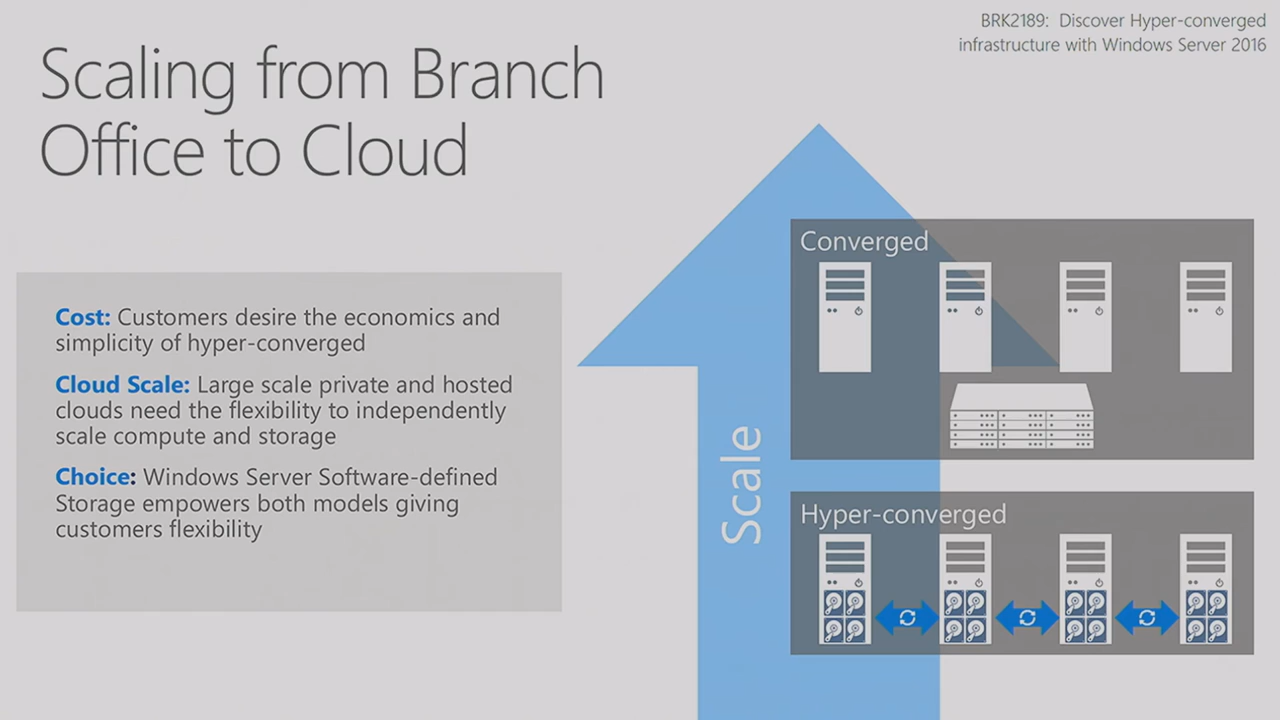 BRK2189: Discover Hyper-converged
infrastructure with Windows Server 2016
Scaling from Branch
Office to Cloud
Cost: Customers desire the economics and
simplicity of hyper-converged
Cloud Scale: Large scale private and hosted
clouds need the flexibility to independently
scale compute and storage
Choice: Windows Server Software-defined
Storage empowers both models giving
customers flexibility
Scale
Converged
Hyper-converged